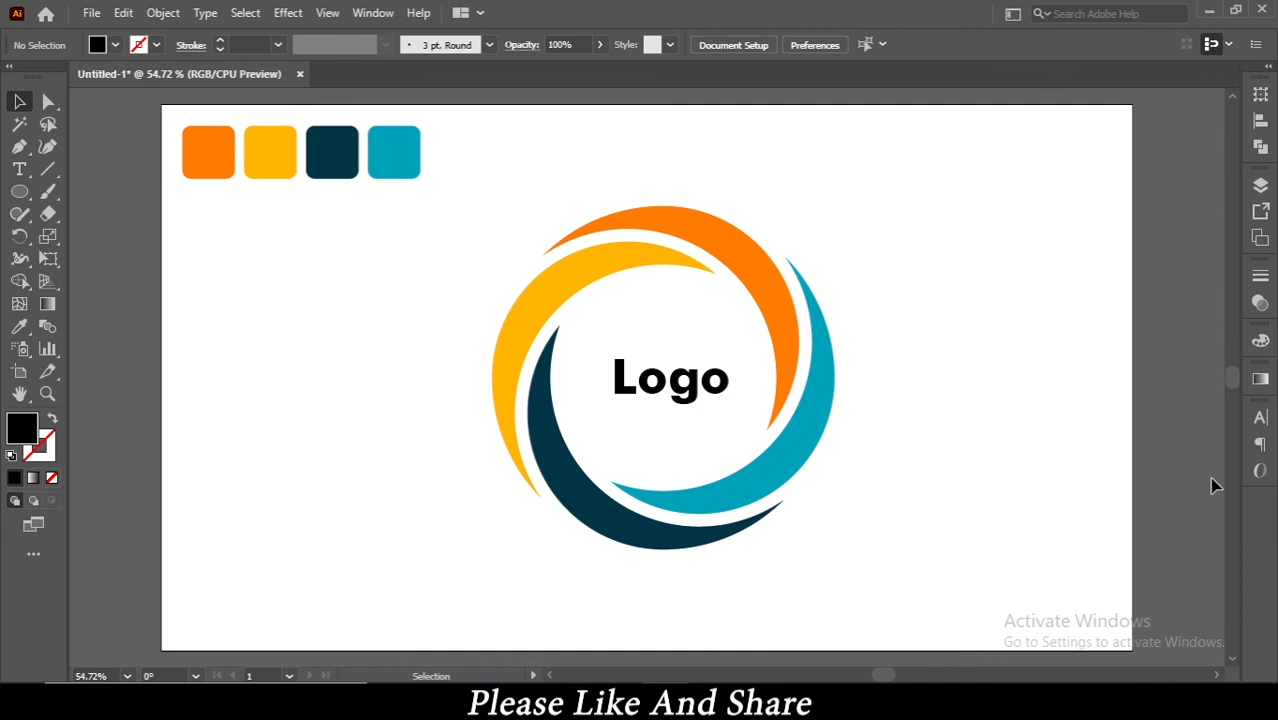 Ai File Edit Object Type Select Effect View Window Help Search Adobe Help
No Selection Stroke: 3 pt. Round Opacity: 100% Style: Document Setup Preferences
Untitled-1* @ 54.72 % (RGB/CPU Preview) ×
Logo
Activate Windows
Go to Settings to activate Windows.
54.72% 0° 1 Selection
Please Like And Share